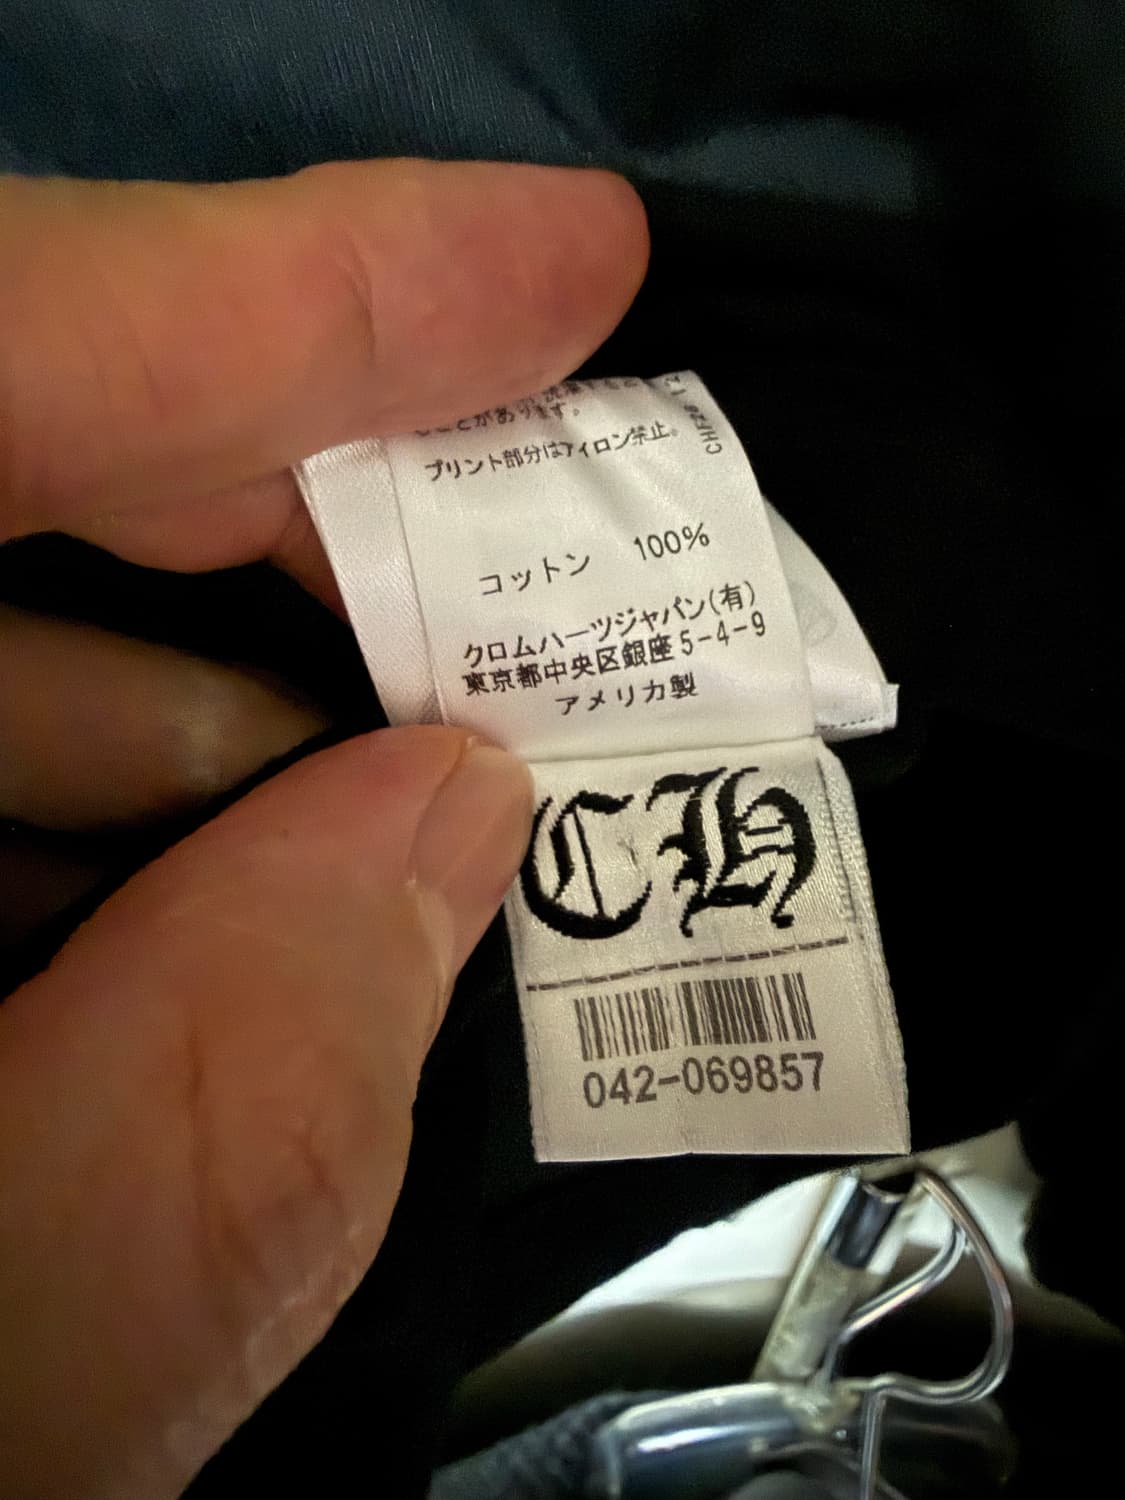 ことがあります。
プリント部分はアイロン禁止。
コットン 100%
クロムハーツジャパン(有)
東京都中央区銀座5-4-9
アメリカ製
CH
042-069857